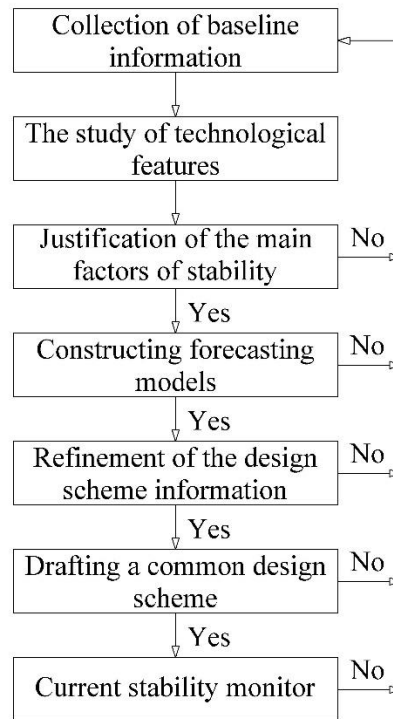 Collection of baseline
information
The study of technological
features
Justification of the main
factors of stability
No
Yes
Constructing forecasting
models
No
Yes
Refinement of the design
scheme information
No
Yes
Drafting a common design
scheme
No
Yes
Current stability monitor
No